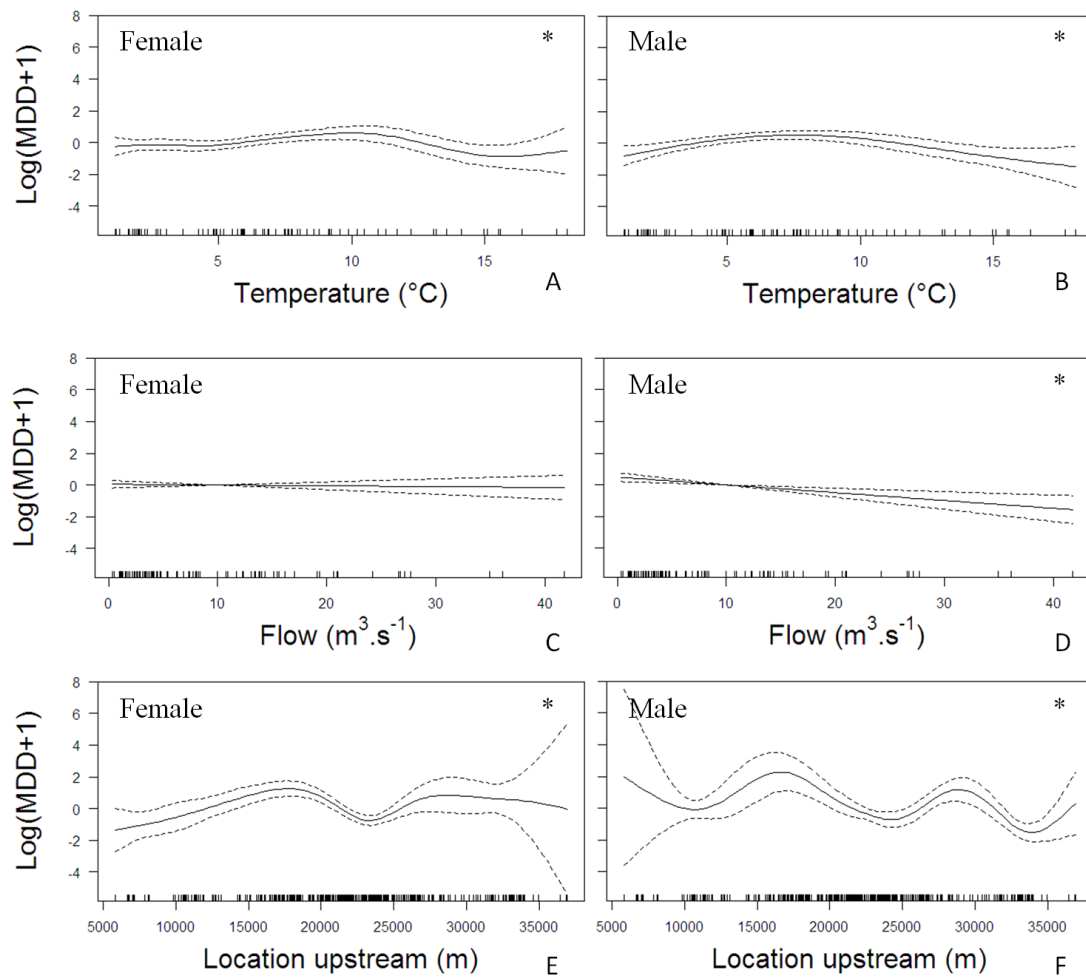 Female * Male *
Log(MDD+1)
8
6
4
2
0
-2
-4
5 10 15 5 10 15
Temperature (°C) A Temperature (°C) B
Female Male *
Log(MDD+1)
8
6
4
2
0
-2
-4
0 10 20 30 40 0 10 20 30 40
Flow (m³.s⁻¹) C Flow (m³.s⁻¹) D
Female * Male *
Log(MDD+1)
8
6
4
2
0
-2
-4
5000 10000 15000 20000 25000 30000 35000 5000 10000 15000 20000 25000 30000 35000
Location upstream (m) E Location upstream (m) F